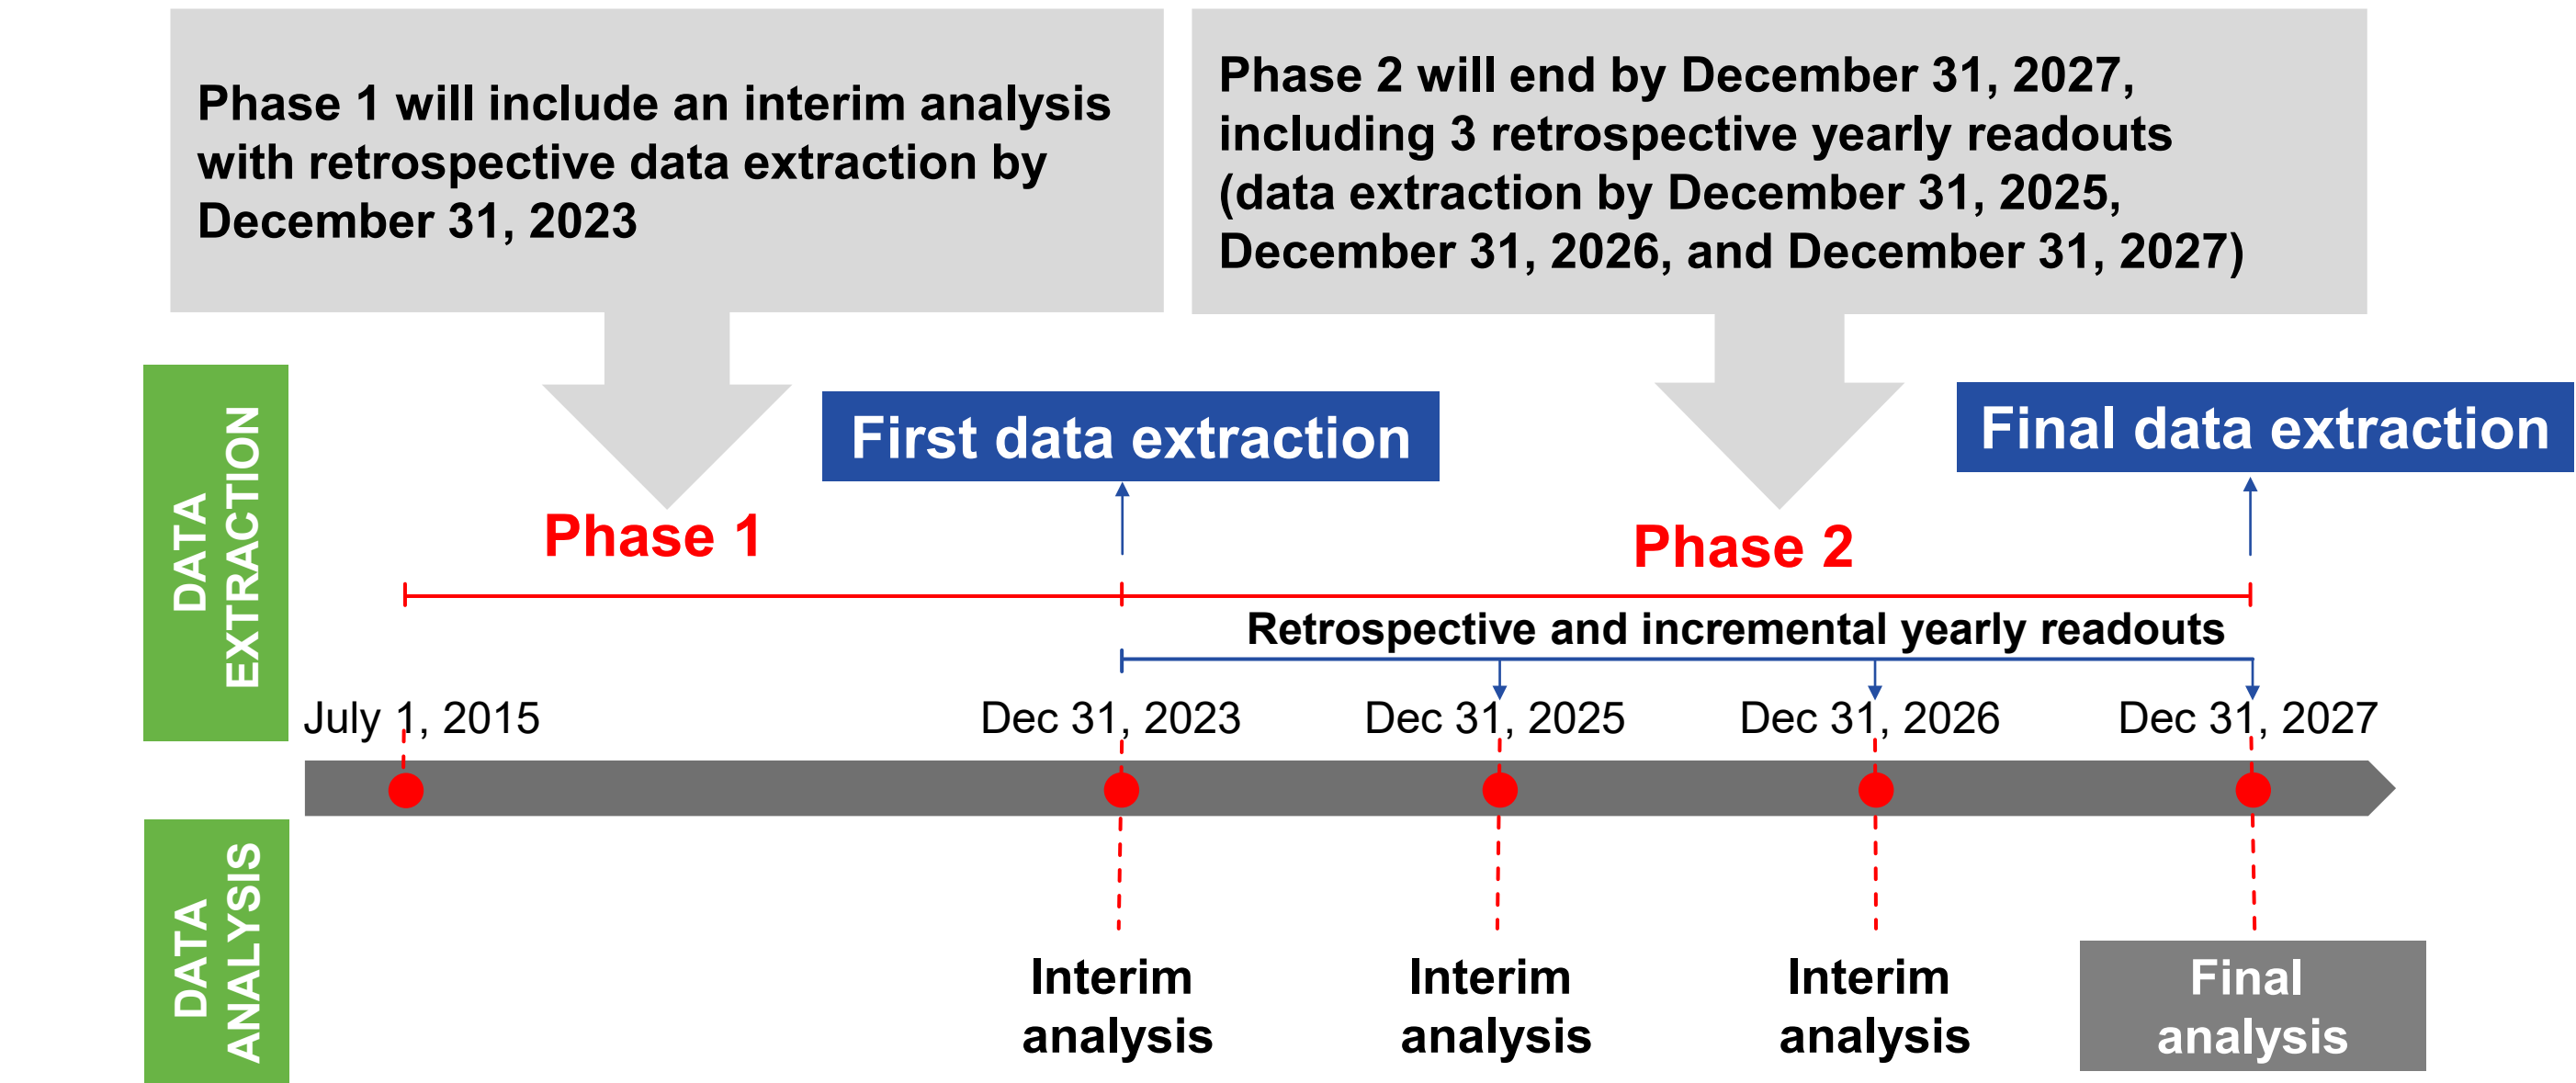 Phase 1 will include an interim analysis
with retrospective data extraction by
December 31, 2023
Phase 2 will end by December 31, 2027,
including 3 retrospective yearly readouts
(data extraction by December 31, 2025,
December 31, 2026, and December 31, 2027)
DATA
EXTRACTION
First data extraction
Final data extraction
Phase 1
Phase 2
Retrospective and incremental yearly readouts
July 1, 2015
Dec 31, 2023
Dec 31, 2025
Dec 31, 2026
Dec 31, 2027
DATA
ANALYSIS
Interim
analysis
Interim
analysis
Interim
analysis
Final
analysis